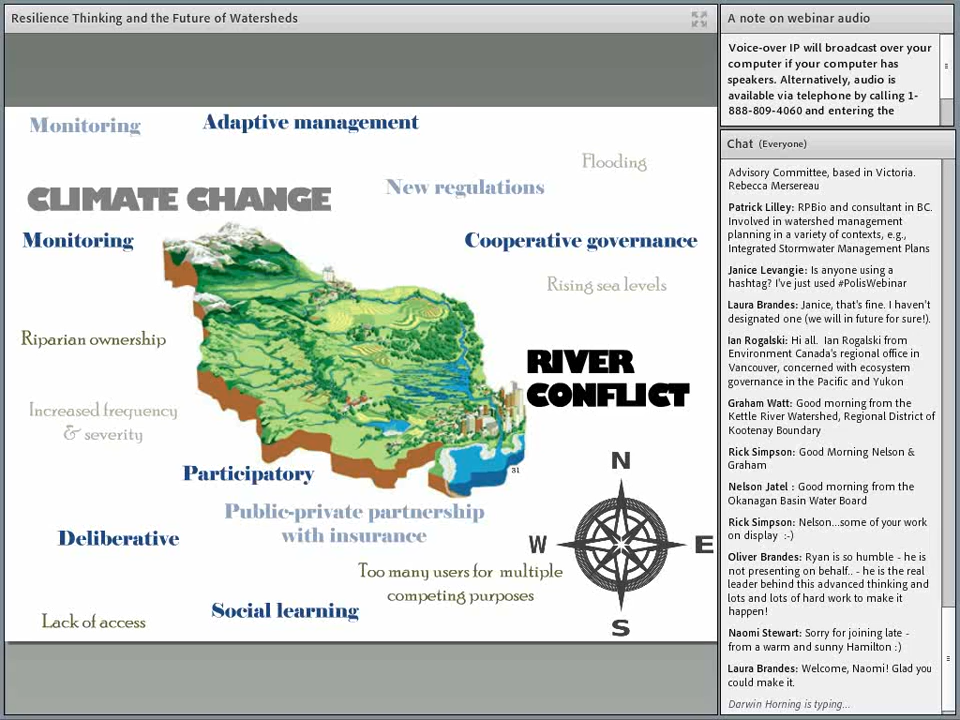 Resilience Thinking and the Future of Watersheds
Monitoring
Adaptive management
Flooding
New regulations
CLIMATE CHANGE
Monitoring
Cooperative governance
Rising sea levels
Riparian ownership
RIVER
CONFLICT
Increased frequency
& severity
Participatory
31
N
Public-private partnership
with insurance
Deliberative
W
E
Too many users for multiple
competing purposes
Social learning
Lack of access
S
A note on webinar audio
Voice-over IP will broadcast over your
computer if your computer has
speakers. Alternatively, audio is
available via telephone by calling 1-
888-809-4060 and entering the
Chat (Everyone)
Advisory Committee, based in Victoria.
Rebecca Mersereau
Patrick Lilley: RPBio and consultant in BC.
Involved in watershed management
planning in a variety of contexts, e.g.,
Integrated Stormwater Management Plans
Janice Levangie: Is anyone using a
hashtag? I've just used #PolisWebinar
Laura Brandes: Janice, that's fine. I haven't
designated one (we will in future for sure!).
Ian Rogalski: Hi all. Ian Rogalski from
Environment Canada's regional office in
Vancouver, concerned with ecosystem
governance in the Pacific and Yukon
Graham Watt: Good morning from the
Kettle River Watershed, Regional District of
Kootenay Boundary
Rick Simpson: Good Morning Nelson &
Graham
Nelson Jatel : Good morning from the
Okanagan Basin Water Board
Rick Simpson: Nelson...some of your work
on display :-)
Oliver Brandes: Ryan is so humble - he is
not presenting on behalf.. - he is the real
leader behind this advanced thinking and
lots and lots of hard work to make it
happen!
Naomi Stewart: Sorry for joining late -
from a warm and sunny Hamilton :)
Laura Brandes: Welcome, Naomi! Glad you
could make it.
Darwin Horning is typing...